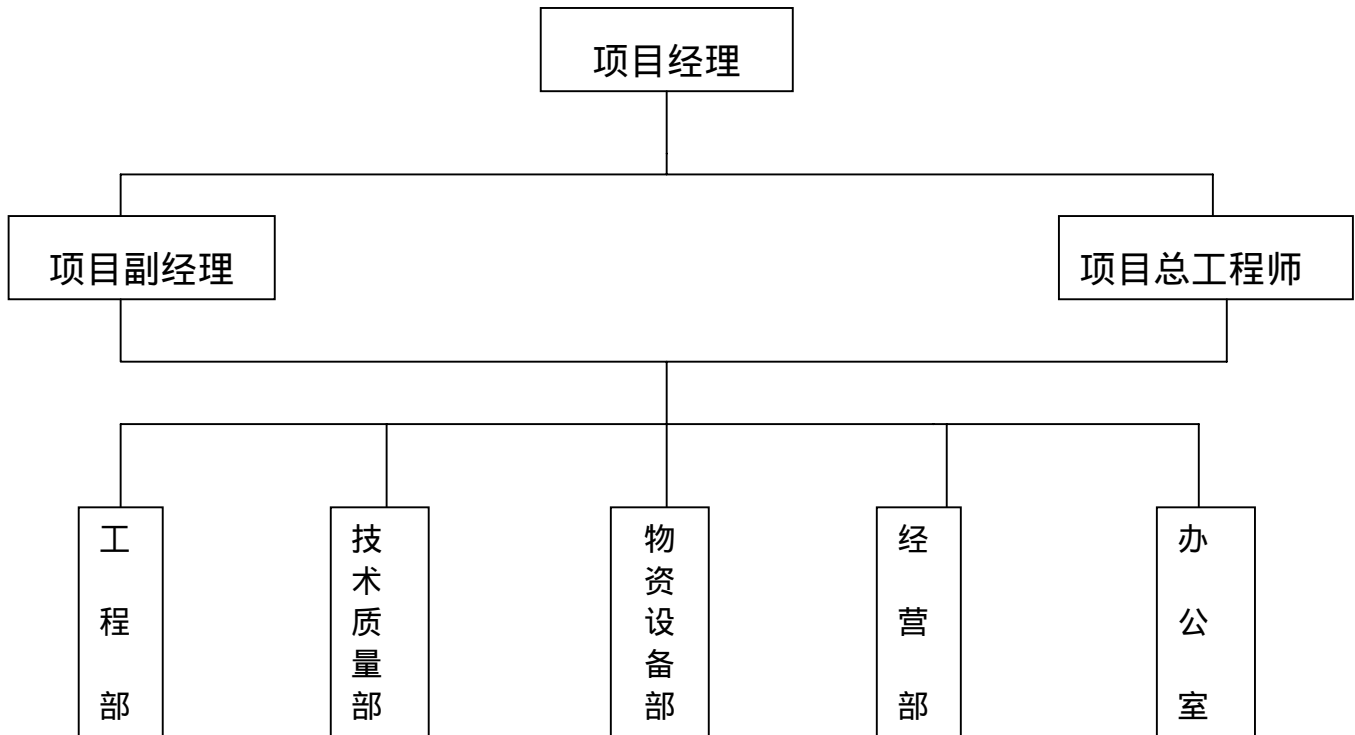 项目经理
项目副经理
项目总工程师
工程部
技术质量部
物资设备部
经营部
办公室